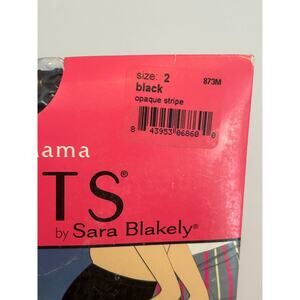 size: 2
873M
black
opaque stripe
8 43953 06860 0
ama
TS®
by Sara Blakely®